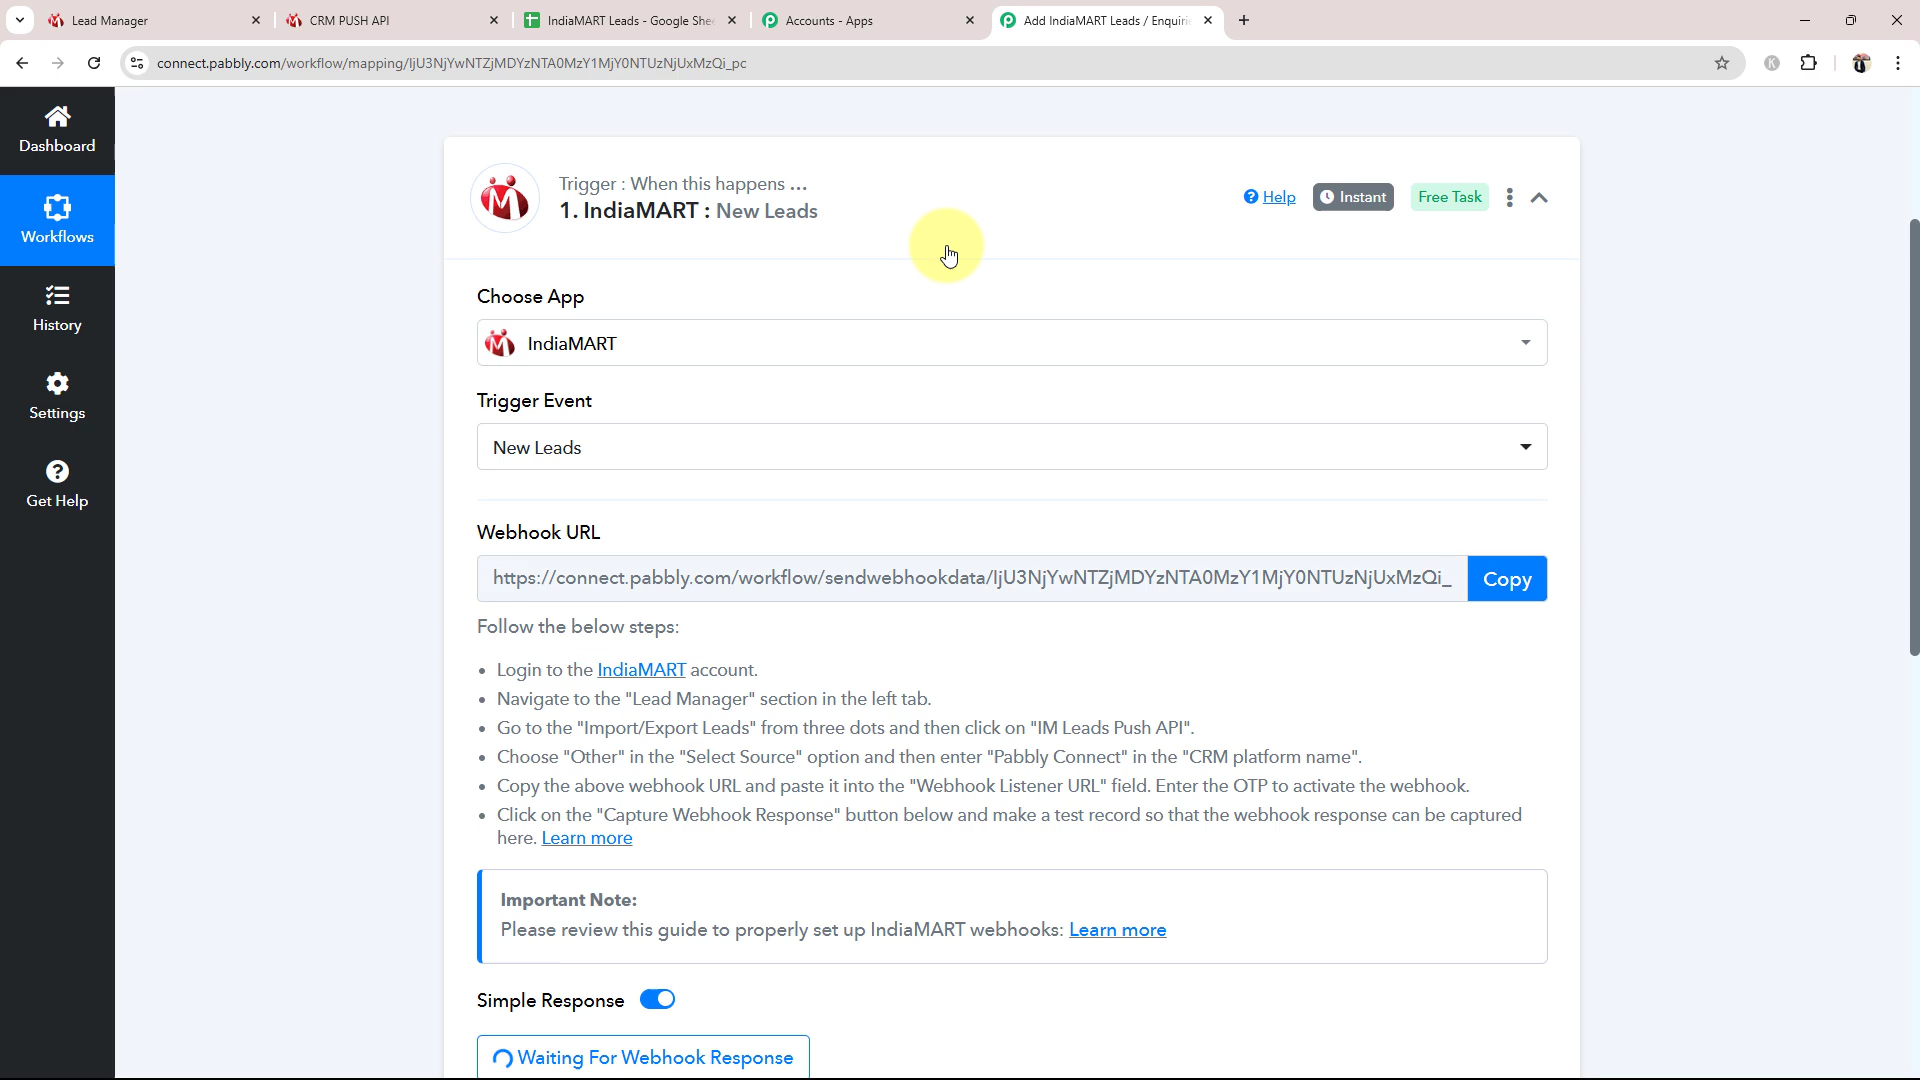 Lead Manager
CRM PUSH API
IndiaMART Leads - Google She
Accounts - Apps
Add IndiaMART Leads / Enquirie
connect.pabbly.com/workflow/mapping/IjU3NjYwNTZjMDYzNTA0MzY1MjY0NTUzNjUxMzQi_pc
K
Dashboard
Workflows
History
Settings
Get Help
Trigger : When this happens ...
1. IndiaMART : New Leads
Help
Instant
Free Task
Choose App
IndiaMART
Trigger Event
New Leads
Webhook URL
https://connect.pabbly.com/workflow/sendwebhookdata/IjU3NjYwNTZjMDYzNTA0MzY1MjY0NTUzNjUxMzQi_
Copy
Follow the below steps:
• Login to the IndiaMART account.
• Navigate to the "Lead Manager" section in the left tab.
• Go to the "Import/Export Leads" from three dots and then click on "IM Leads Push API".
• Choose "Other" in the "Select Source" option and then enter "Pabbly Connect" in the "CRM platform name".
• Copy the above webhook URL and paste it into the "Webhook Listener URL" field. Enter the OTP to activate the webhook.
• Click on the "Capture Webhook Response" button below and make a test record so that the webhook response can be captured
here. Learn more
Important Note:
Please review this guide to properly set up IndiaMART webhooks: Learn more
Simple Response
Waiting For Webhook Response